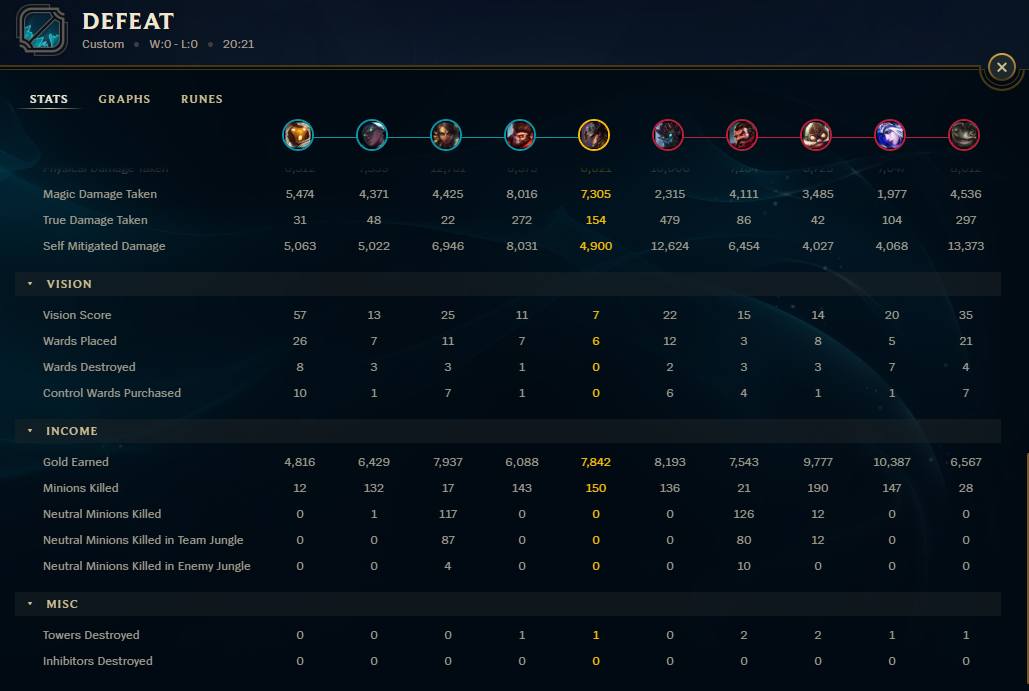 DEFEAT
Custom • W:0 - L:0 • 20:21
STATS GRAPHS RUNES
Physical Damage Taken
Magic Damage Taken 5,474 4,371 4,425 8,016 7,305 2,315 4,111 3,485 1,977 4,536
True Damage Taken 31 48 22 272 154 479 86 42 104 297
Self Mitigated Damage 5,063 5,022 6,946 8,031 4,900 12,624 6,454 4,027 4,068 13,373
VISION
Vision Score 57 13 25 11 7 22 15 14 20 35
Wards Placed 26 7 11 7 6 12 3 8 5 21
Wards Destroyed 8 3 3 1 0 2 3 3 7 4
Control Wards Purchased 10 1 7 1 0 6 4 1 1 7
INCOME
Gold Earned 4,816 6,429 7,937 6,088 7,842 8,193 7,543 9,777 10,387 6,567
Minions Killed 12 132 17 143 150 136 21 190 147 28
Neutral Minions Killed 0 1 117 0 0 0 126 12 0 0
Neutral Minions Killed in Team Jungle 0 0 87 0 0 0 80 12 0 0
Neutral Minions Killed in Enemy Jungle 0 0 4 0 0 0 10 0 0 0
MISC
Towers Destroyed 0 0 0 1 1 0 2 2 1 1
Inhibitors Destroyed 0 0 0 0 0 0 0 0 0 0